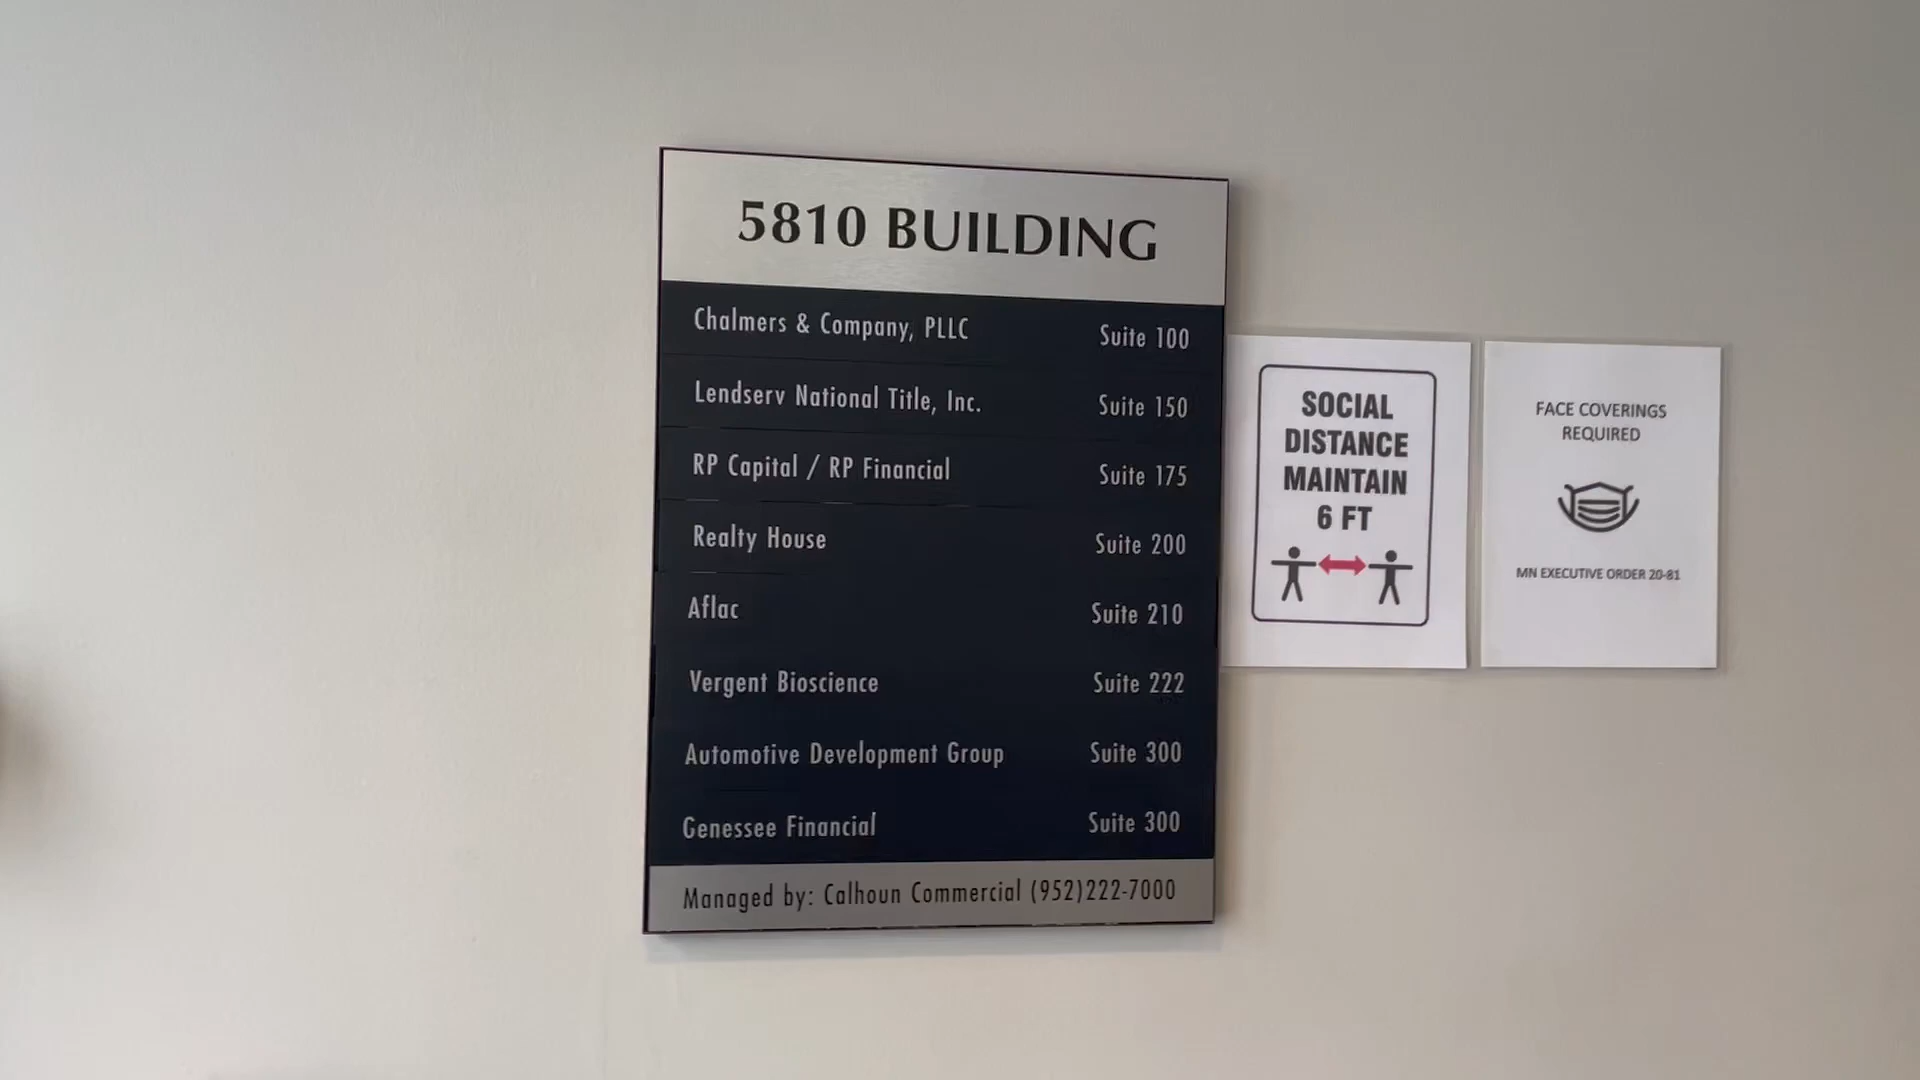 5810 BUILDING
Chalmers & Company, PLLC Suite 100
Lendserv National Title, Inc. Suite 150
RP Capital / RP Financial Suite 175
Realty House Suite 200
Aflac Suite 210
Vergent Bioscience Suite 222
Automotive Development Group Suite 300
Genessee Financial Suite 300
Managed by: Calhoun Commercial (952)222-7000
SOCIAL
DISTANCE
MAINTAIN
6 FT
FACE COVERINGS
REQUIRED
MN EXECUTIVE ORDER 20-81